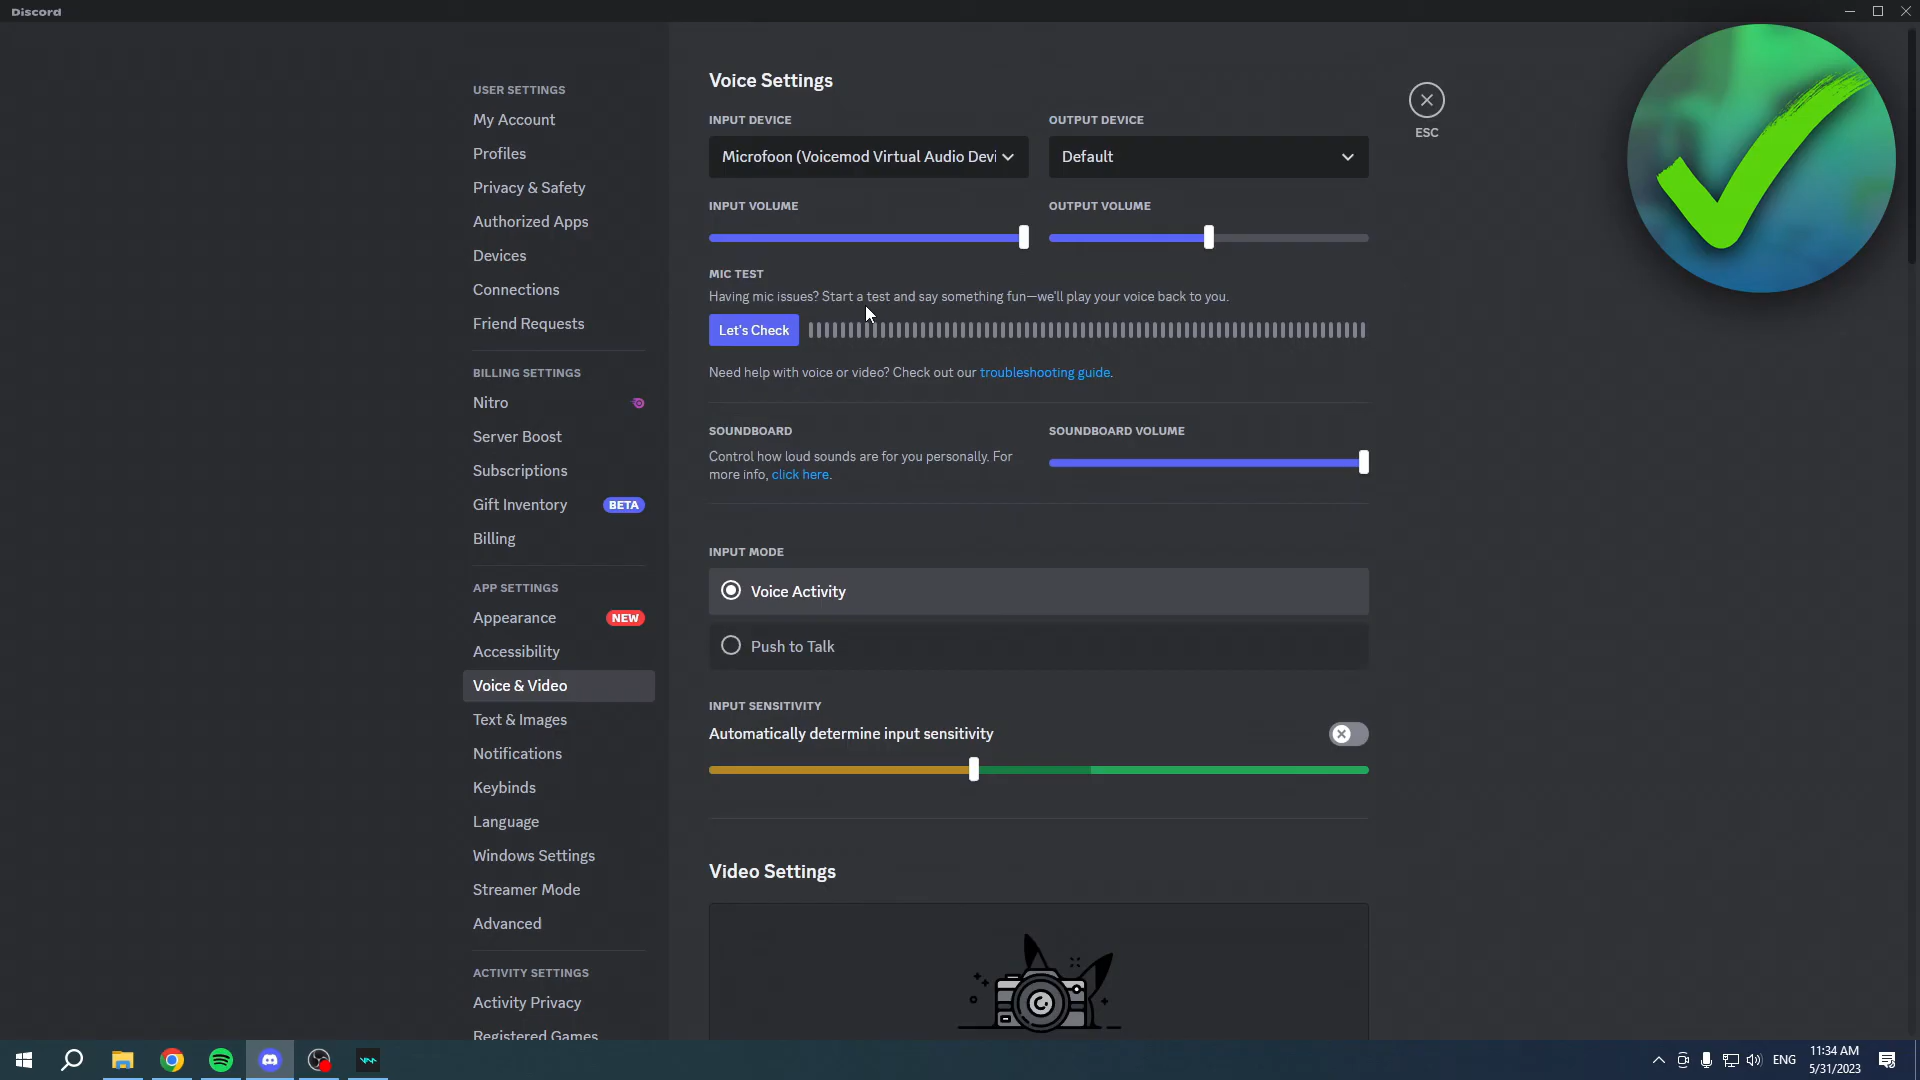 Discord
USER SETTINGS
My Account
Profiles
Privacy & Safety
Authorized Apps
Devices
Connections
Friend Requests
BILLING SETTINGS
Nitro
Server Boost
Subscriptions
Gift Inventory BETA
Billing
APP SETTINGS
Appearance NEW
Accessibility
Voice & Video
Text & Images
Notifications
Keybinds
Language
Windows Settings
Streamer Mode
Advanced
ACTIVITY SETTINGS
Activity Privacy
Registered Games
Voice Settings
INPUT DEVICE
Microfoon (Voicemod Virtual Audio Devi
OUTPUT DEVICE
Default
INPUT VOLUME
OUTPUT VOLUME
MIC TEST
Having mic issues? Start a test and say something fun—we'll play your voice back to you.
Let's Check
Need help with voice or video? Check out our troubleshooting guide.
SOUNDBOARD
Control how loud sounds are for you personally. For
more info, click here.
SOUNDBOARD VOLUME
INPUT MODE
Voice Activity
Push to Talk
INPUT SENSITIVITY
Automatically determine input sensitivity
Video Settings
ESC
ENG
11:34 AM
5/31/2023